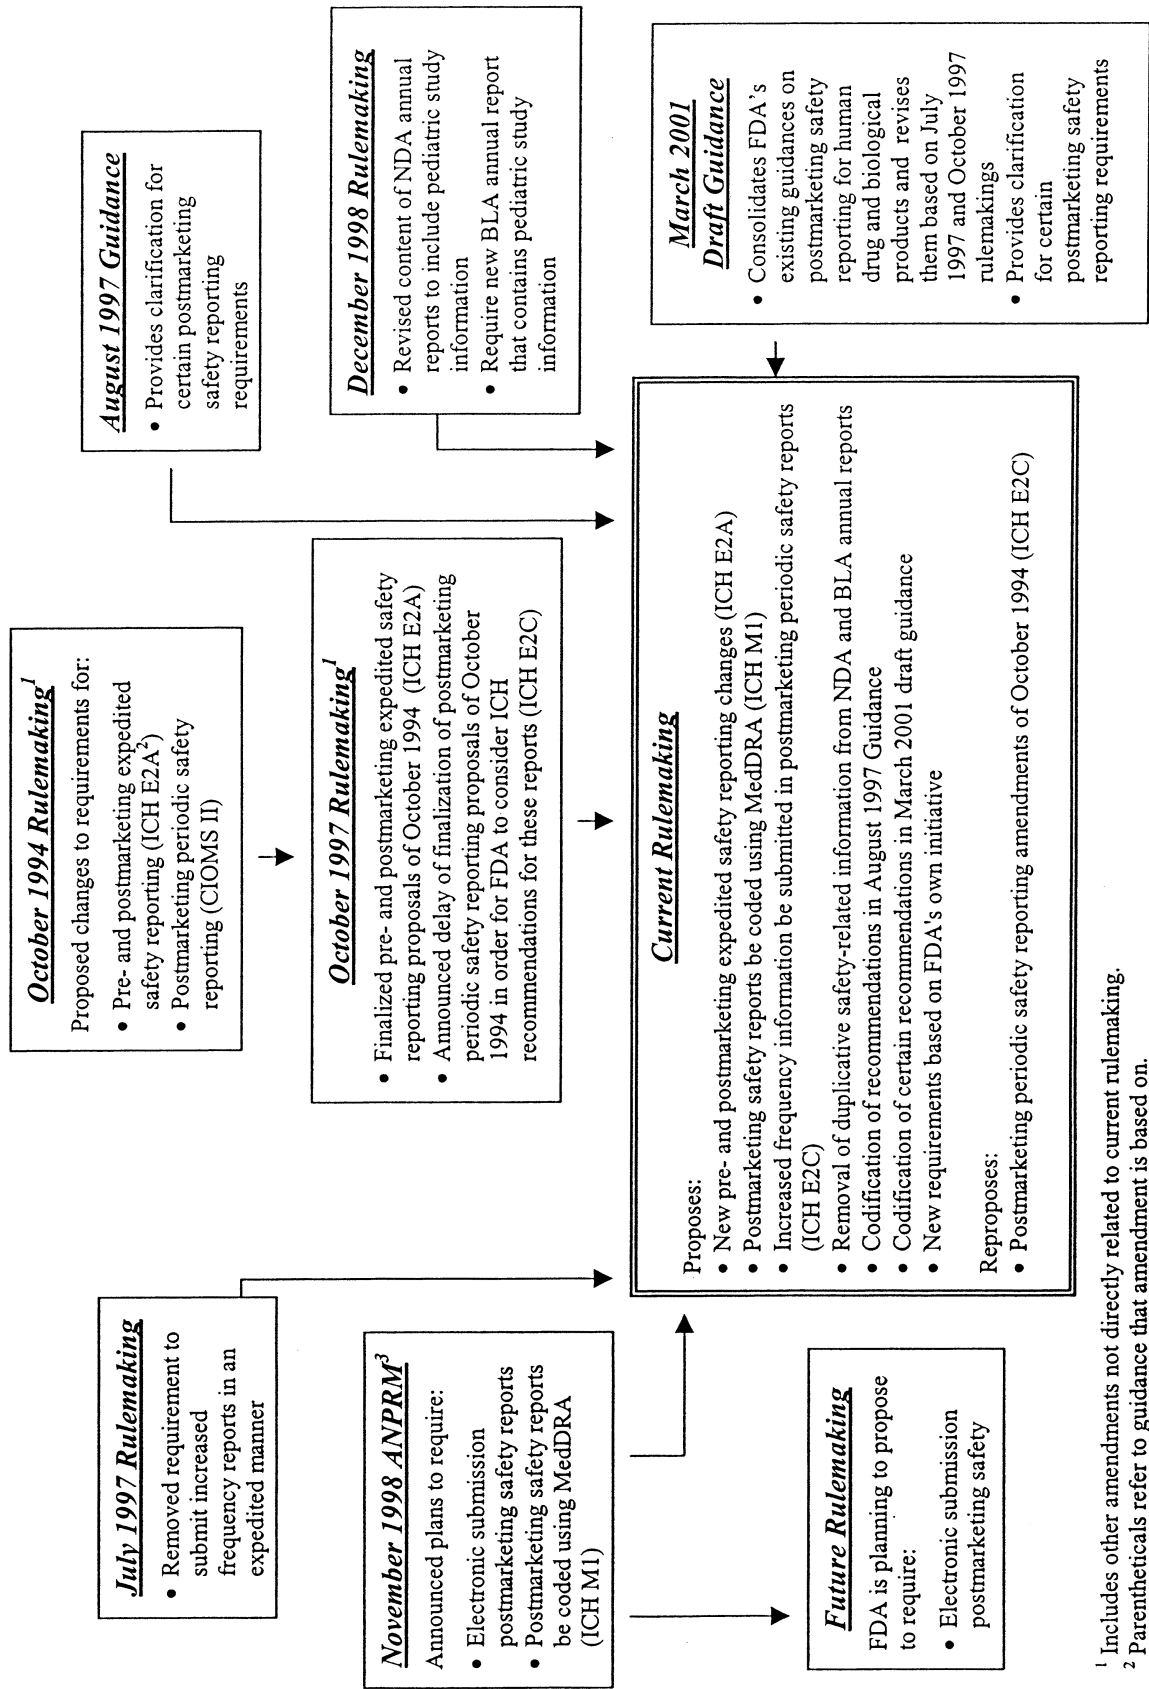 July 1997 Rulemaking
• Removed requirement to
submit increased
frequency reports in an
expedited manner
October 1994 Rulemaking1
Proposed changes to requirements for:
• Pre- and postmarketing expedited
safety reporting (ICH E2A2)
• Postmarketing periodic safety
reporting (CIOMS II)
August 1997 Guidance
• Provides clarification for
certain postmarketing
safety reporting
requirements
November 1998 ANPRM3
Announced plans to require:
• Electronic submission
postmarketing safety reports
• Postmarketing safety reports
be coded using MedDRA
(ICH M1)
October 1997 Rulemaking1
• Finalized pre- and postmarketing expedited safety
reporting proposals of October 1994 (ICH E2A)
• Announced delay of finalization of postmarketing
periodic safety reporting proposals of October
1994 in order for FDA to consider ICH
recommendations for these reports (ICH E2C)
December 1998 Rulemaking
• Revised content of NDA annual
reports to include pediatric study
information
• Require new BLA annual report
that contains pediatric study
information
Current Rulemaking
Proposes:
• New pre- and postmarketing expedited safety reporting changes (ICH E2A)
• Postmarketing safety reports be coded using MedDRA (ICH M1)
• Increased frequency information be submitted in postmarketing periodic safety reports
(ICH E2C)
• Removal of duplicative safety-related information from NDA and BLA annual reports
• Codification of recommendations in August 1997 Guidance
• Codification of certain recommendations in March 2001 draft guidance
• New requirements based on FDA's own initiative
Reproposes:
• Postmarketing periodic safety reporting amendments of October 1994 (ICH E2C)
March 2001
Draft Guidance
• Consolidates FDA's
existing guidances on
postmarketing safety
reporting for human
drug and biological
products and revises
them based on July
1997 and October 1997
rulemakings
• Provides clarification
for certain
postmarketing safety
reporting requirements
Future Rulemaking
FDA is planning to propose
to require:
• Electronic submission
postmarketing safety
1 Includes other amendments not directly related to current rulemaking.
2 Parentheticals refer to guidance that amendment is based on.